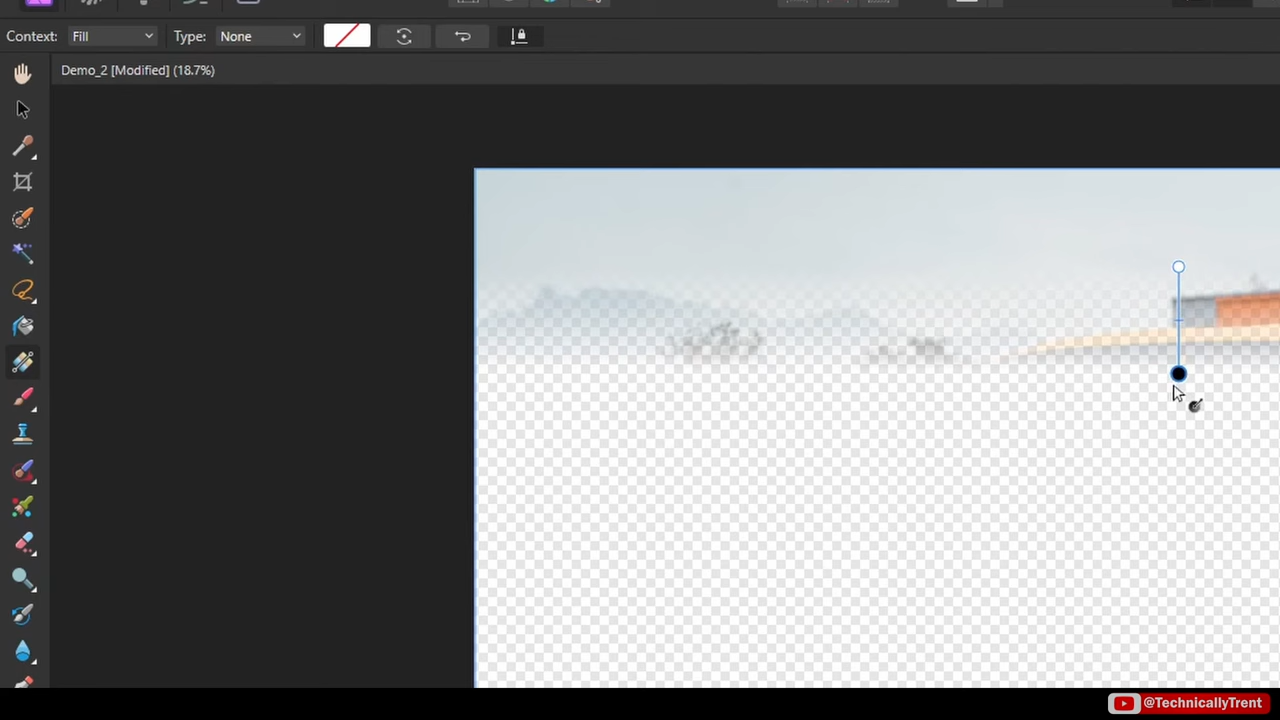 Context: Fill Type: None
Demo_2 [Modified] (18.7%)
@TechnicallyTrent